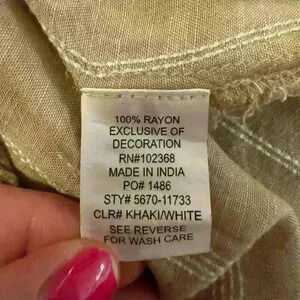 100% RAYON
EXCLUSIVE OF
DECORATION
RN#102368
MADE IN INDIA
PO# 1486
STY# 5670-11733
CLR# KHAKI/WHITE
SEE REVERSE
FOR WASH CARE